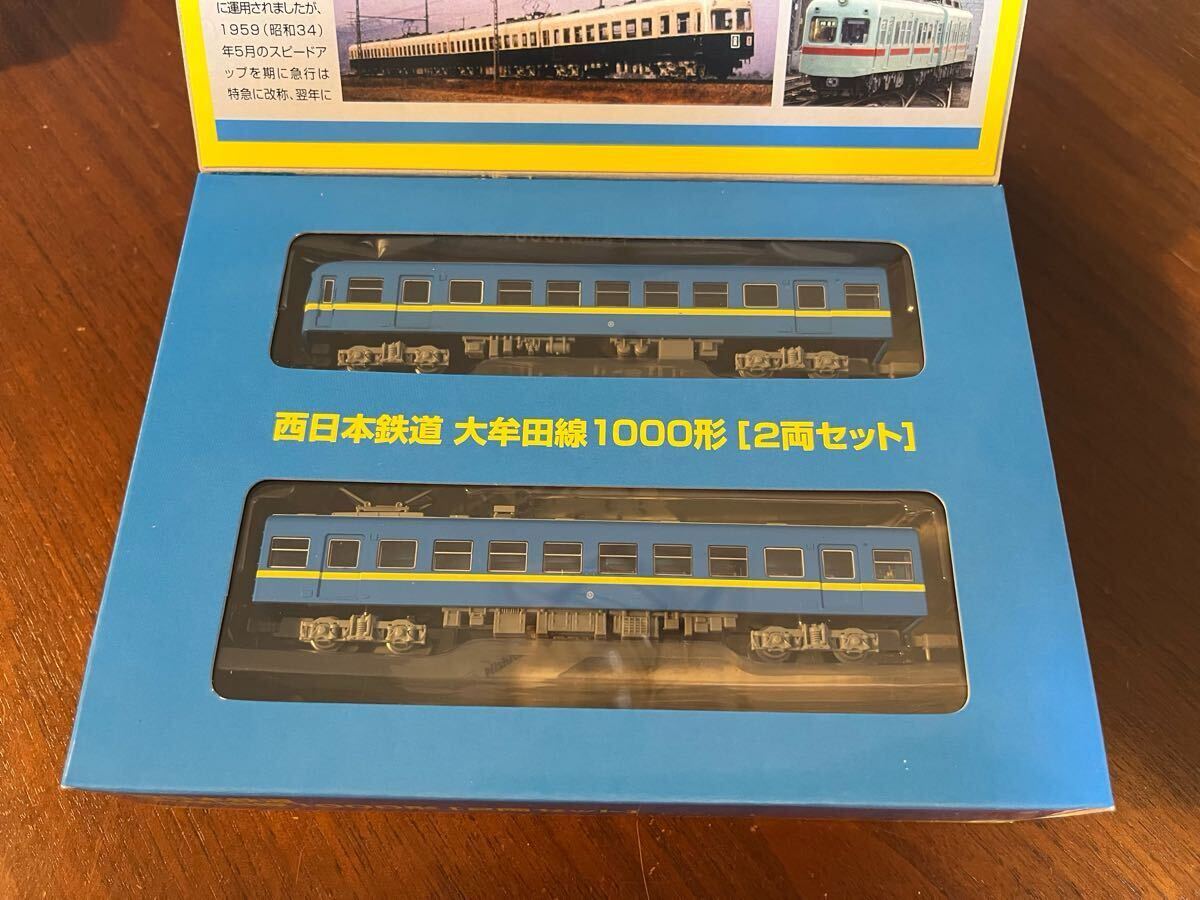 に運用されましたが、
1959(昭和34)
年5月のスピードア
ップを期に急行は
特急に改称、翌年に
西日本鉄道 大牟田線1000形 [2両セット]